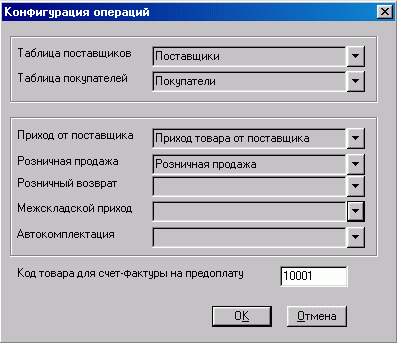 Конфигурация операций
Таблица поставщиков Поставщики
Таблица покупателей Покупатели
Приход от поставщика Приход товара от поставщика
Розничная продажа Розничная продажа
Розничный возврат
Межскладской приход
Автокомплектация
Код товара для счет-фактуры на предоплату 10001
OK Отмена